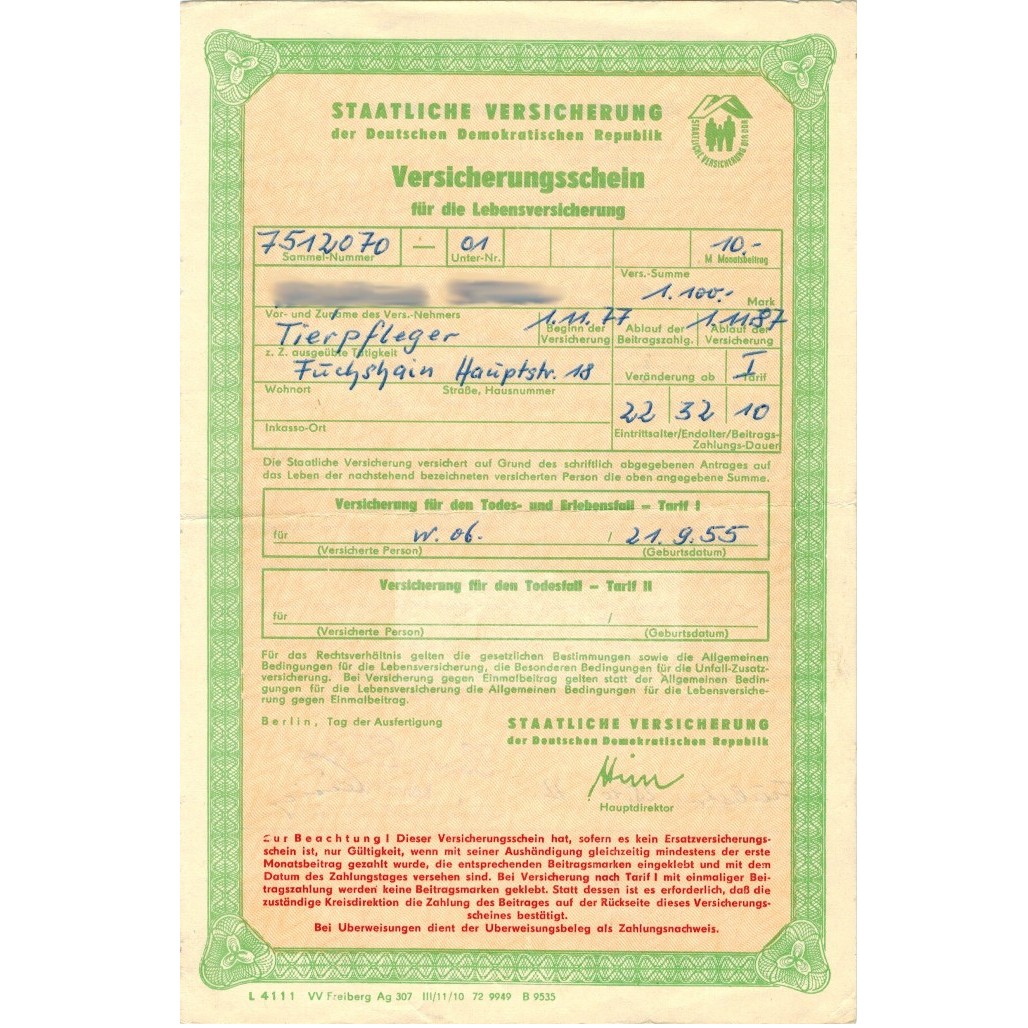 STAATLICHE VERSICHERUNG
der Deutschen Demokratischen Republik
STAATLICHE VERSICHERUNG DER DDR
Versicherungsschein
für die Lebensversicherung
7512070 — 01 10.-
Sammel-Nummer Unter-Nr. M Monatsbeitrag
Vers.-Summe
1.100.- Mark
Vor- und Zuname des Vers.-Nehmers
Tierpfleger 1.11.77 1.11.87
z. Z. ausgeübte Tätigkeit Beginn der Versicherung Ablauf der Beitragszahlg. Ablauf der Versicherung
Fuchshain Hauptstr. 18 I
Wohnort Straße, Hausnummer Veränderung ab Tarif
22 32 10
Inkasso-Ort Eintrittsalter/Endalter/Beitrags-
Zahlungs-Dauer
Die Staatliche Versicherung versichert auf Grund des schriftlich abgegebenen Antrages auf
das Leben der nachstehend bezeichneten versicherten Person die oben angegebene Summe.
Versicherung für den Todes- und Erlebensfall – Tarif I
für w. ob. / 21.9.55
(Versicherte Person) (Geburtsdatum)
Versicherung für den Todesfall – Tarif II
für /
(Versicherte Person) (Geburtsdatum)
Für das Rechtsverhältnis gelten die gesetzlichen Bestimmungen sowie die Allgemeinen
Bedingungen für die Lebensversicherung, die Besonderen Bedingungen für die Unfall-Zusatz-
versicherung. Bei Versicherung gegen Einmalbeitrag gelten statt der Allgemeinen Bedin-
gungen für die Lebensversicherung die Allgemeinen Bedingungen für die Lebensversiche-
rung gegen Einmalbeitrag.
Berlin, Tag der Ausfertigung
STAATLICHE VERSICHERUNG
der Deutschen Demokratischen Republik
Hauptdirektor
Zur Beachtung! Dieser Versicherungsschein hat, sofern es kein Ersatzversicherungs-
schein ist, nur Gültigkeit, wenn mit seiner Aushändigung gleichzeitig mindestens der erste
Monatsbeitrag gezahlt wurde, die entsprechenden Beitragsmarken eingeklebt und mit dem
Datum des Zahlungstages versehen sind. Bei Versicherung nach Tarif I mit einmaliger Bei-
tragszahlung werden keine Beitragsmarken geklebt. Statt dessen ist es erforderlich, daß die
zuständige Kreisdirektion die Zahlung des Beitrages auf der Rückseite dieses Versicherungs-
scheines bestätigt.
Bei Uberweisungen dient der Uberweisungsbeleg als Zahlungsnachweis.
L 4111 VV Freiberg Ag 307 III/11/10 72 9949 B 9535